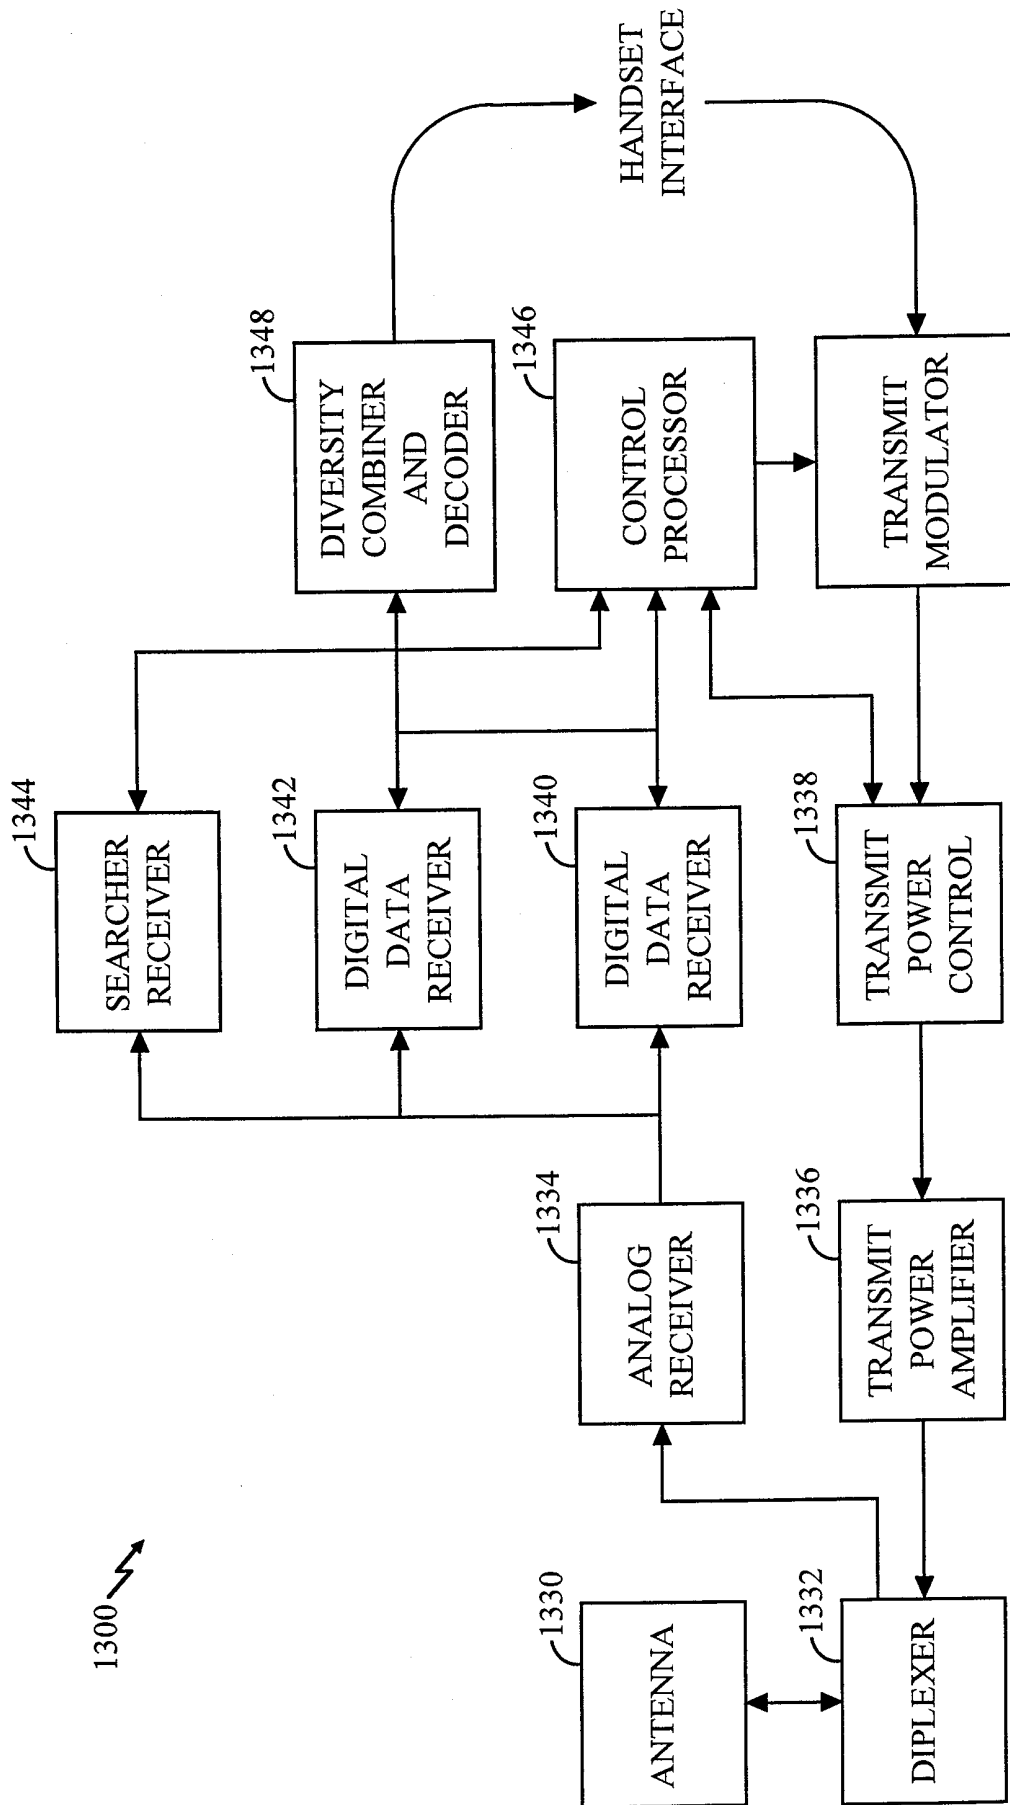 1300
ANTENNA
1330
DIPLEXER
1332
ANALOG
RECEIVER
1334
TRANSMIT
POWER
AMPLIFIER
1336
SEARCHER
RECEIVER
1344
DIGITAL
DATA
RECEIVER
1342
DIGITAL
DATA
RECEIVER
1340
TRANSMIT
POWER
CONTROL
1338
DIVERSITY
COMBINER
AND
DECODER
1348
CONTROL
PROCESSOR
1346
TRANSMIT
MODULATOR
HANDSET
INTERFACE